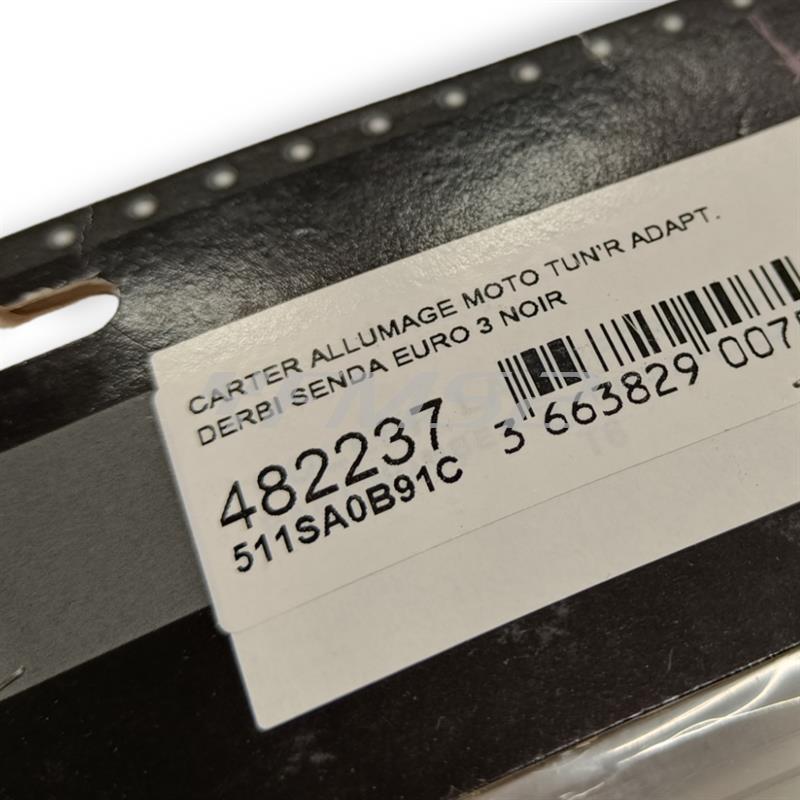 CARTER ALLUMAGE MOTO TUN'R ADAPT.
DERBI SENDA EURO 3 NOIR
482237
511SA0B91C
3 663829 007